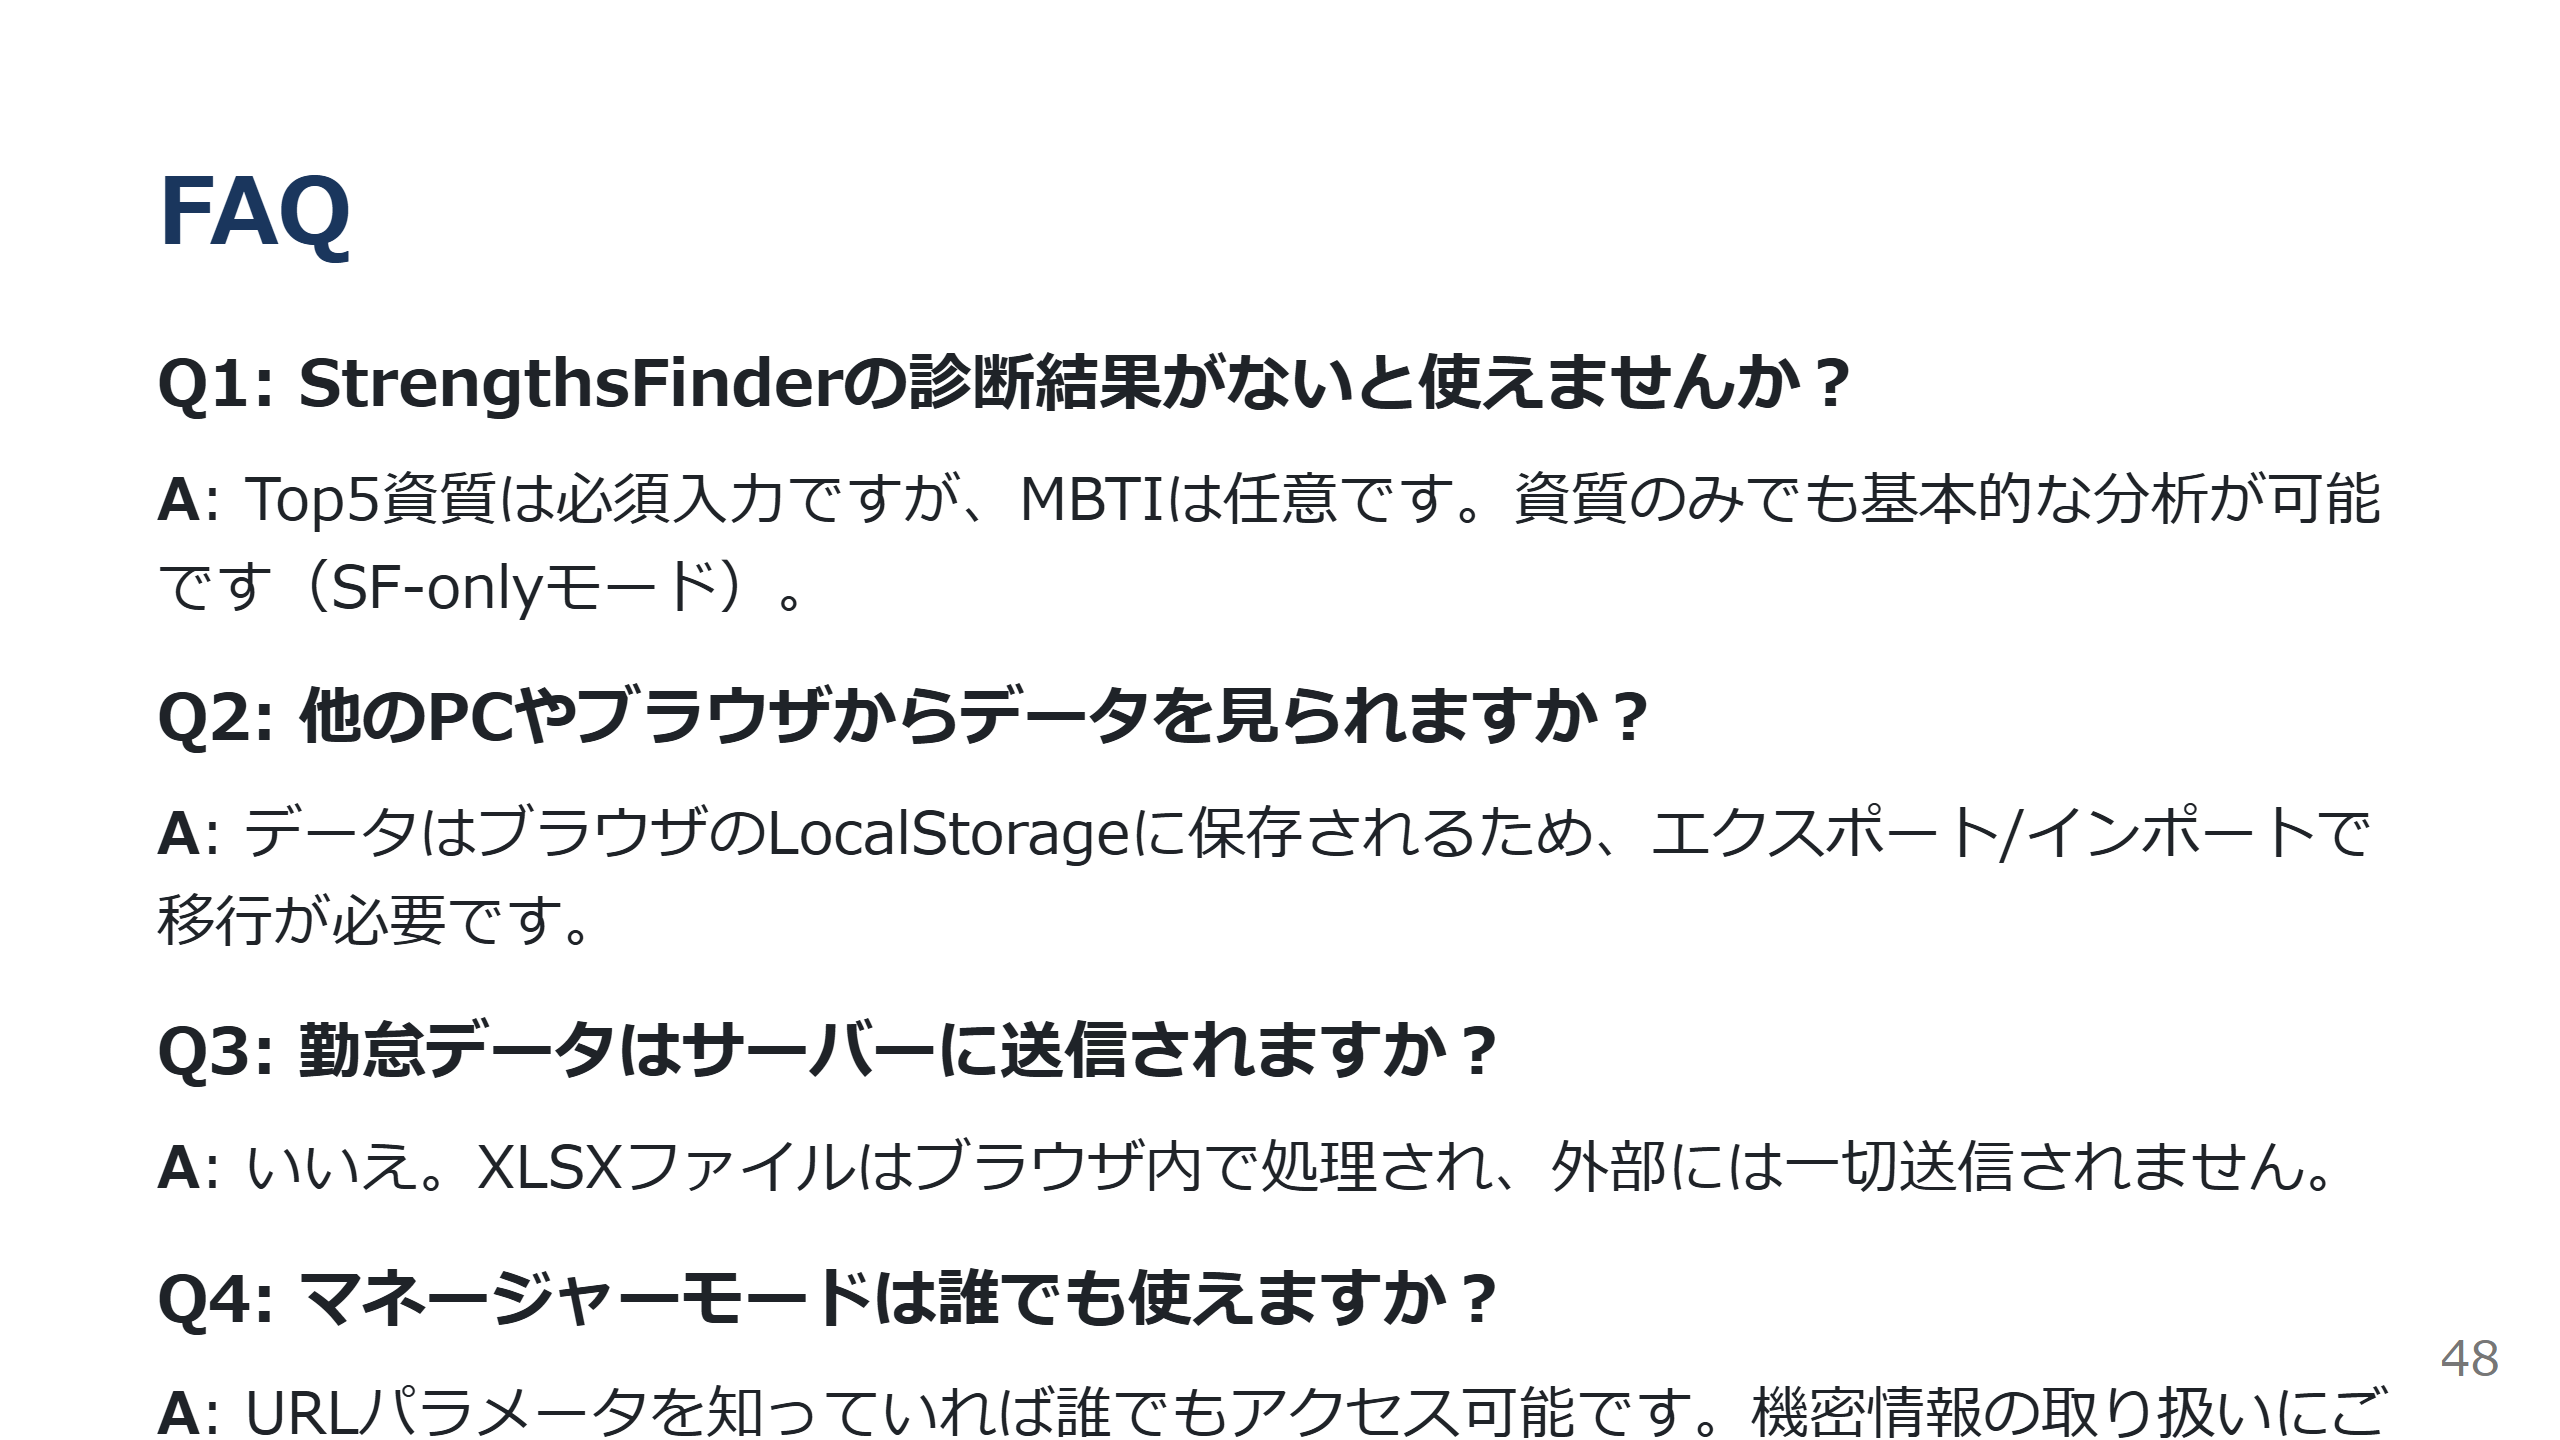 FAQ
Q1: StrengthsFinderの診断結果がないと使えませんか？
A: Top5資質は必須入力ですが、MBTIは任意です。資質のみでも基本的な分析が可能
です（SF-onlyモード）。
Q2: 他のPCやブラウザからデータを見られますか？
A: データはブラウザのLocalStorageに保存されるため、エクスポート/インポートで
移行が必要です。
Q3: 勤怠データはサーバーに送信されますか？
A: いいえ。XLSXファイルはブラウザ内で処理され、外部には一切送信されません。
Q4: マネージャーモードは誰でも使えますか？
A: URLパラメータを知っていれば誰でもアクセス可能です。機密情報の取り扱いにご
48